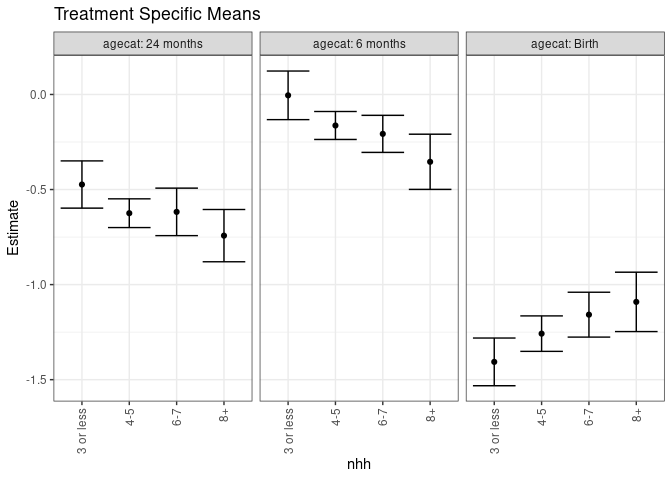 Treatment Specific Means
agecat: 24 months
agecat: 6 months
agecat: Birth
Estimate
0.0
-0.5
-1.0
-1.5
3 or less
4-5
6-7
8+
3 or less
4-5
6-7
8+
3 or less
4-5
6-7
8+
nhh